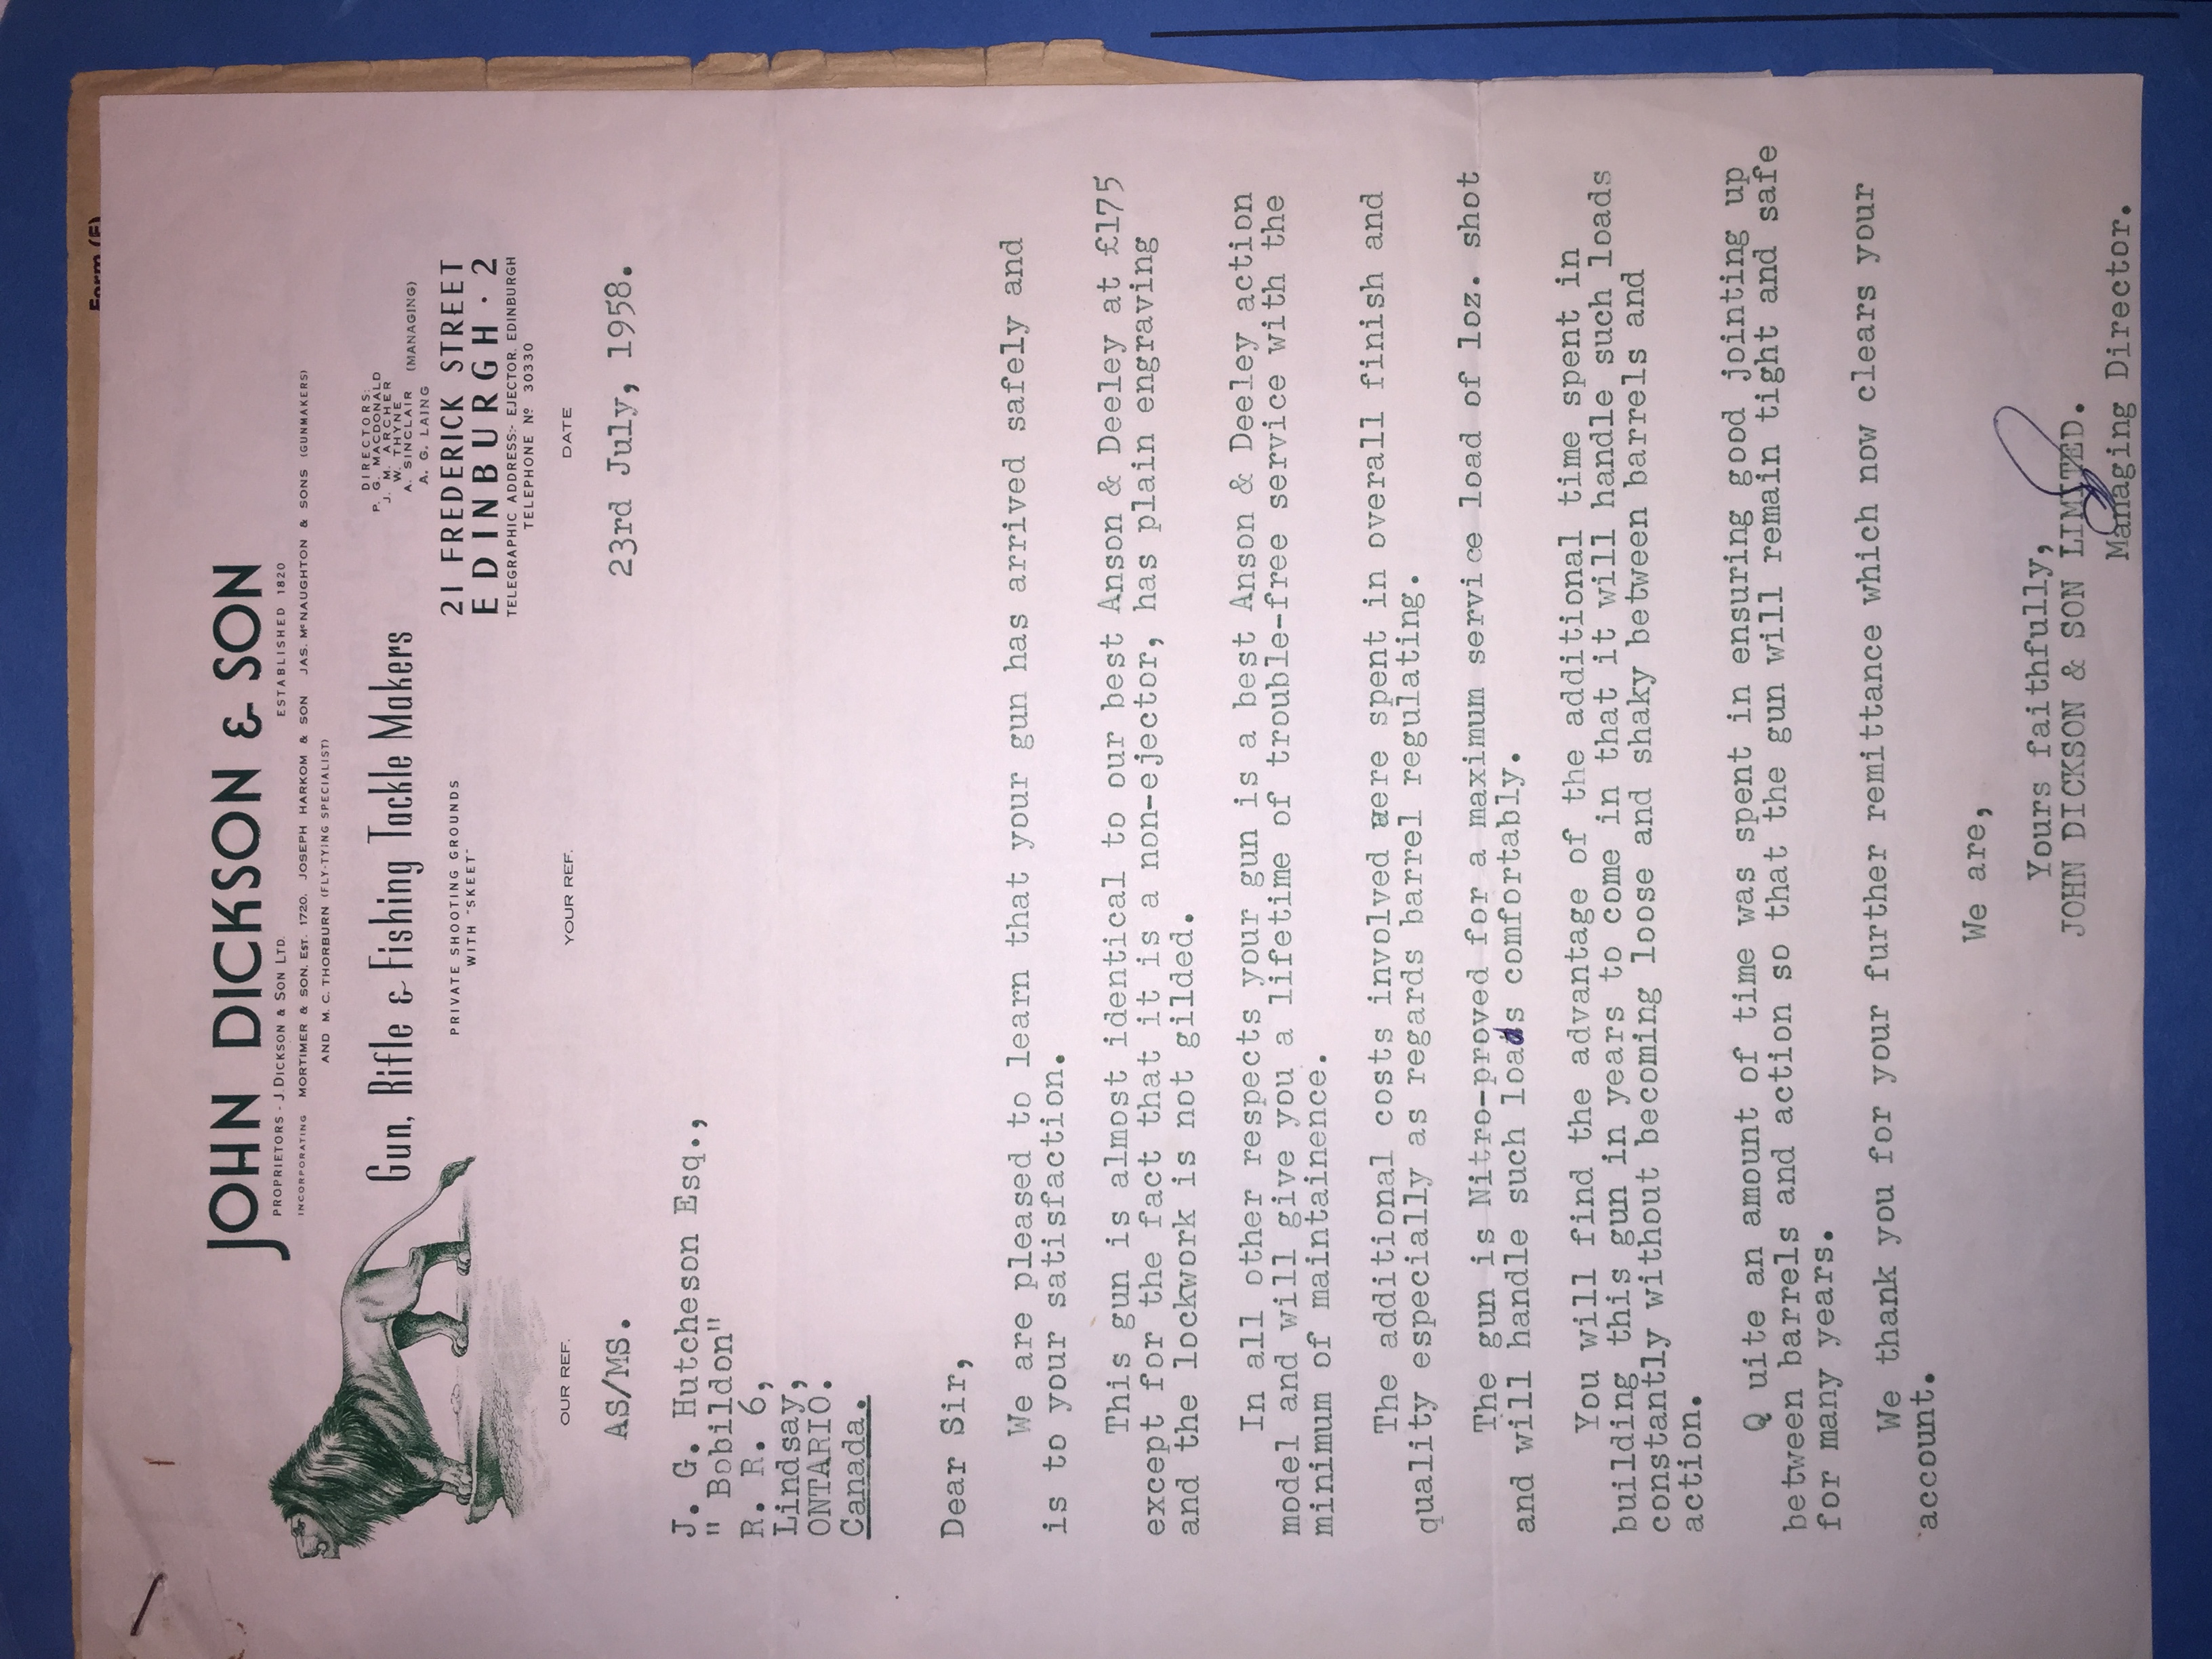 Form (F)
JOHN DICKSON & SON
PROPRIETORS - J. DICKSON & SON LTD. ESTABLISHED 1820
INCORPORATING MORTIMER & SON. EST. 1720. JOSEPH HARKOM & SON JAS. McNAUGHTON & SONS (GUNMAKERS)
AND M. C. THORBURN (FLY-TYING SPECIALIST)
Gun, Rifle & Fishing Tackle Makers
PRIVATE SHOOTING GROUNDS
WITH "SKEET"
DIRECTORS:
P. G. MACDONALD
J. M. ARCHER
W. THYNE
A. SINCLAIR (MANAGING)
A. G. LAING
21 FREDERICK STREET
EDINBURGH · 2
TELEGRAPHIC ADDRESS:- EJECTOR. EDINBURGH
TELEPHONE Nº 30330
OUR REF. YOUR REF. DATE
AS/MS. 23rd July, 1958.
J. G. Hutcheson Esq.,
" Bobildon"
R. R. 6,
Lindsay,
ONTARIO.
Canada.
Dear Sir,
We are pleased to learn that your gun has arrived safely and
is to your satisfaction.
This gun is almost identical to our best Anson & Deeley at £175
except for the fact that it is a non-ejector, has plain engraving
and the lockwork is not gilded.
In all other respects your gun is a best Anson & Deeley action
model and will give you a lifetime of trouble-free service with the
minimum of maintainence.
The additional costs involved were spent in overall finish and
quality especially as regards barrel regulating.
The gun is Nitro-proved for a maximum service load of 1oz. shot
and will handle such loads comfortably.
You will find the advantage of the additional time spent in
building this gun in years to come in that it will handle such loads
constantly without becoming loose and shaky between barrels and
action.
Q uite an amount of time was spent in ensuring good jointing up
between barrels and action so that the gun will remain tight and safe
for many years.
We thank you for your further remittance which now clears your
account.
We are,
Yours faithfully,
JOHN DICKSON & SON LIMITED.
Managing Director.